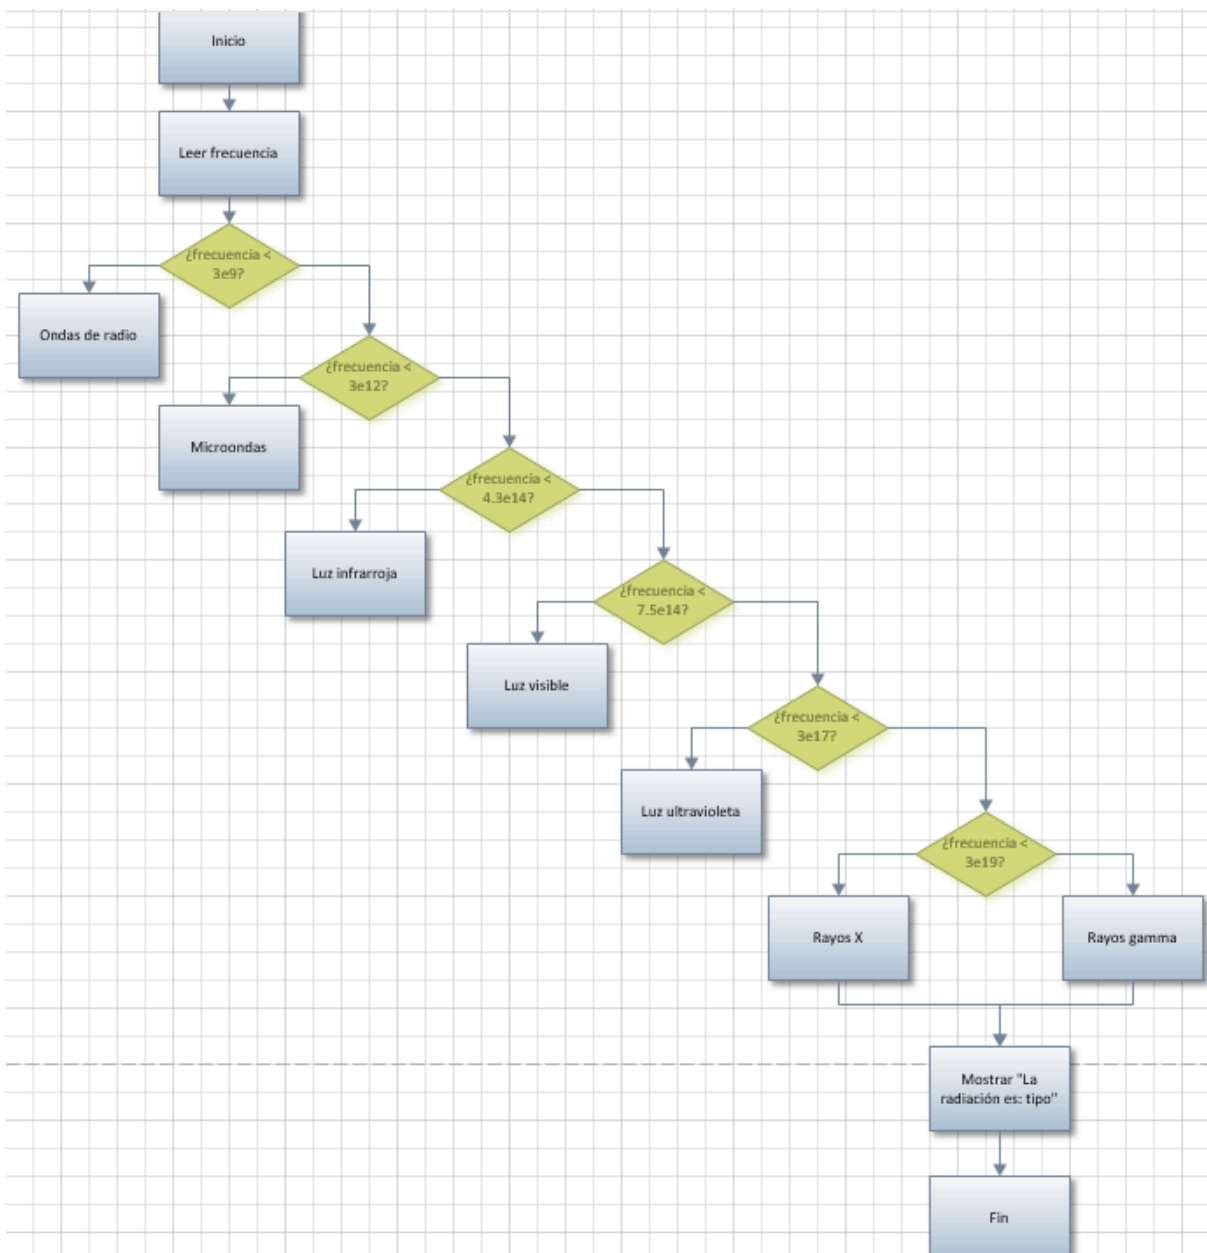 Inicio
Leer frecuencia
¿frecuencia <
3e9?
Ondas de radio
¿frecuencia <
3e12?
Microondas
¿frecuencia <
4.3e14?
Luz infrarroja
¿frecuencia <
7.5e14?
Luz visible
¿frecuencia <
3e17?
Luz ultravioleta
¿frecuencia <
3e19?
Rayos X
Rayos gamma
Mostrar "La
radiación es: tipo"
Fin